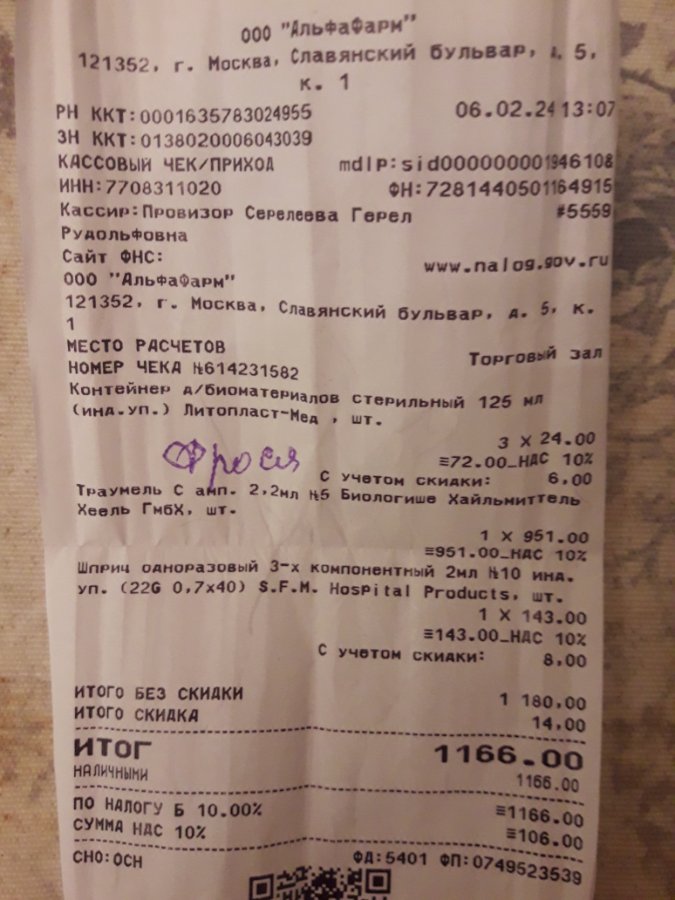 ООО "АльфаФарм"
121352, г. Москва, Славянский бульвар, д. 5,
к. 1
РН ККТ:0001635783024955 06.02.24 13:07
ЗН ККТ:0138020006043039
КАССОВЫЙ ЧЕК/ПРИХОД mdlp:sid00000000194610&
ИНН:7708311020 ФН:7281440501164915
Кассир:Провизор Серелеева Герел #5559
Рудольфовна
Сайт ФНС: www.nalog.gov.ru
ООО "АльфаФарм"
121352, г. Москва, Славянский бульвар, д. 5, к.
1
МЕСТО РАСЧЕТОВ Торговый зал
НОМЕР ЧЕКА №614231582
Контейнер д/биоматериалов стерильный 125 мл
(инд.уп.) Литопласт-Мед , шт.
3 X 24.00
≡72.00_НДС 10%
Фрося
С учетом скидки: 6,00
Траумель С амп. 2,2мл №5 Биологише Хайльмиттель
Хеель ГмбХ, шт.
1 X 951.00
≡951.00_НДС 10%
Шприц одноразовый 3-х компонентный 2мл №10 инд.
уп. (22G 0,7x40) S.F.M. Hospital Products, шт.
1 X 143.00
≡143.00_НДС 10%
С учетом скидки: 8,00
ИТОГО БЕЗ СКИДКИ 1 180,00
ИТОГО СКИДКА 14,00
ИТОГ 1166.00
НАЛИЧНЫМИ 1166.00
ПО НАЛОГУ Б 10.00% ≡1166.00
СУММА НДС 10% ≡106.00
СНО:ОСН ФД:5401 ФП:0749523539